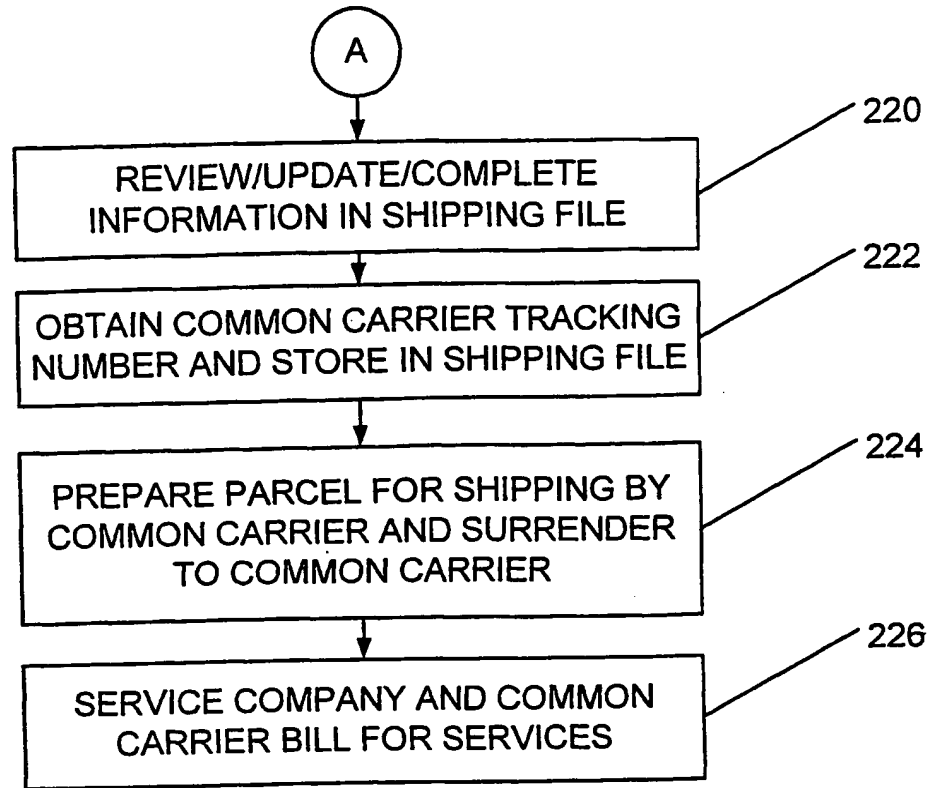 A
220
REVIEW/UPDATE/COMPLETE
INFORMATION IN SHIPPING FILE
222
OBTAIN COMMON CARRIER TRACKING
NUMBER AND STORE IN SHIPPING FILE
224
PREPARE PARCEL FOR SHIPPING BY
COMMON CARRIER AND SURRENDER
TO COMMON CARRIER
226
SERVICE COMPANY AND COMMON
CARRIER BILL FOR SERVICES